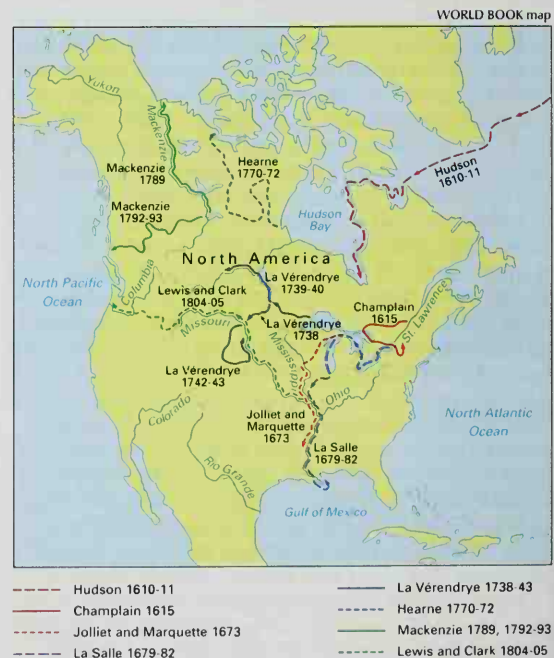 WORLD BOOK map
Yukon
Mackenzie
Mackenzie
1789
Hearne
1770-72
Hudson
1610-11
Mackenzie
1792-93
Hudson
Bay
North America
La Vérendrye
1739-40
North Pacific
Ocean
Columbia
Lewis and Clark
1804-05
Missouri
Champlain
1615
St. Lawrence
La Vérendrye
1738
Mississippi
La Vérendrye
1742-43
Ohio
Colorado
Jolliet and
Marquette
1673
North Atlantic
Ocean
La Salle
1679-82
Rio Grande
Gulf of Mexico
Hudson 1610-11
Champlain 1615
Jolliet and Marquette 1673
La Salle 1679-82
La Vérendrye 1738-43
Hearne 1770-72
Mackenzie 1789, 1792-93
Lewis and Clark 1804-05